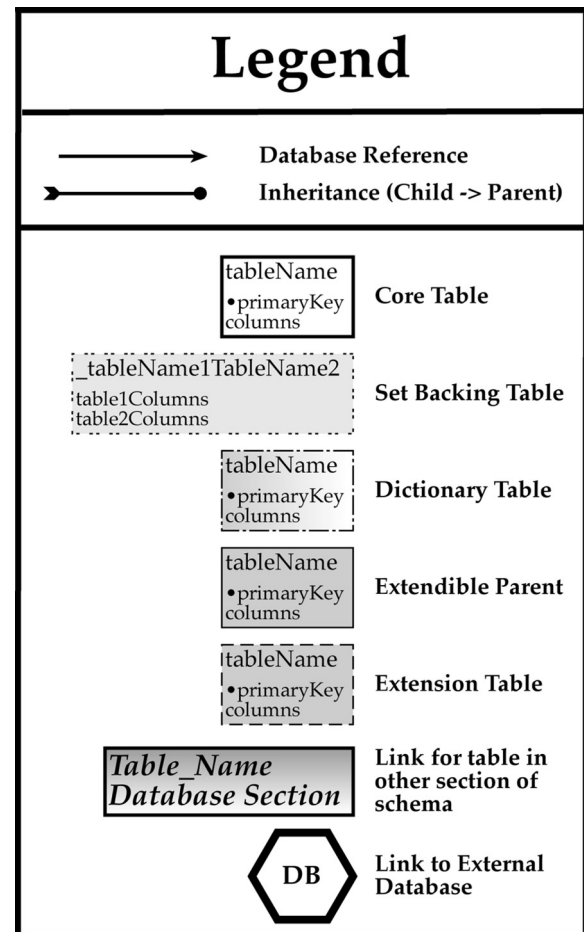 Legend
Database Reference
Inheritance (Child -> Parent)
tableName
•primaryKey
columns
Core Table
_tableName1TableName2
table1Columns
table2Columns
Set Backing Table
tableName
•primaryKey
columns
Dictionary Table
tableName
•primaryKey
columns
Extendible Parent
tableName
•primaryKey
columns
Extension Table
Table_Name
Database Section
Link for table in
other section of
schema
DB
Link to External
Database